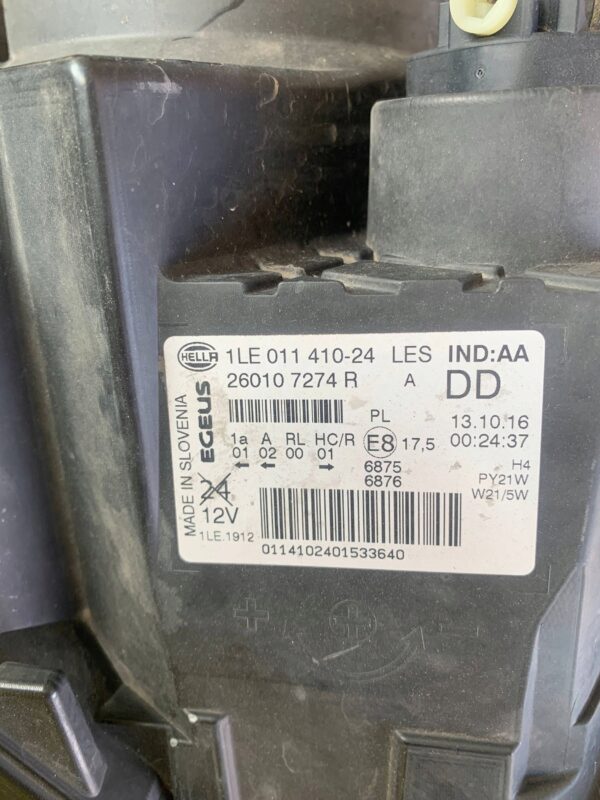 HELLA 1LE 011 410-24 LES IND:AA
26010 7274 R A DD
MADE IN SLOVENIA
EGEUS
PL 13.10.16
1a A RL HC/R E8 17,5 00:24:37
01 02 00 01
← ← →
6875 H4
6876 PY21W
W21/5W
24
12V
1LE.1912
0114102401533640